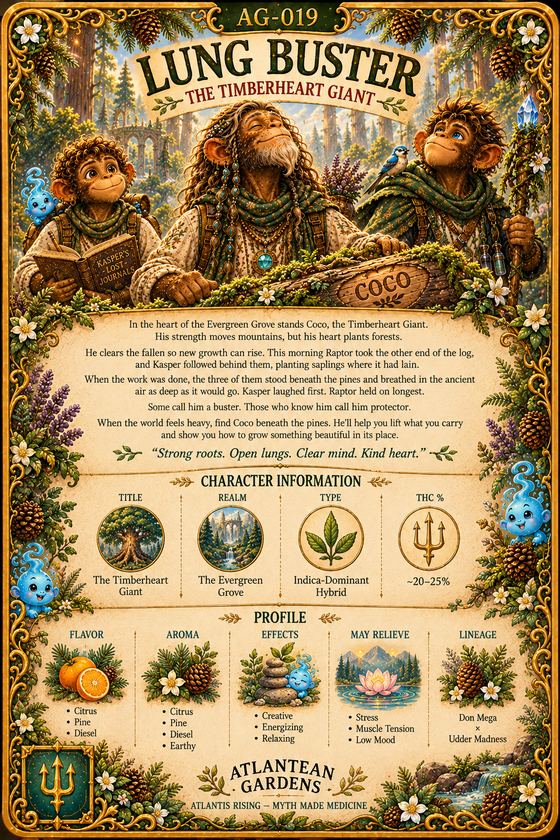 AG-019
LUNG BUSTER
THE TIMBERHEART GIANT
KASPER'S
LOST
JOURNAL
COCO
In the heart of the Evergreen Grove stands Coco, the Timberheart Giant.
His strength moves mountains, but his heart plants forests.
He clears the fallen so new growth can rise. This morning Raptor took the other end of the log,
and Kasper followed behind them, planting saplings where it had lain.
When the work was done, the three of them stood beneath the pines and breathed in the ancient
air as deep as it would go. Kasper laughed first. Raptor held on longest.
Some call him a buster. Those who know him call him protector.
When the world feels heavy, find Coco beneath the pines. He'll help you lift what you carry
and show you how to grow something beautiful in its place.
"Strong roots. Open lungs. Clear mind. Kind heart."
CHARACTER INFORMATION
TITLE
The Timberheart
Giant
REALM
The Evergreen
Grove
TYPE
Indica-Dominant
Hybrid
THC %
~20–25%
PROFILE
FLAVOR
• Citrus
• Pine
• Diesel
AROMA
• Citrus
• Pine
• Diesel
• Earthy
EFFECTS
• Creative
• Energizing
• Relaxing
MAY RELIEVE
• Stress
• Muscle Tension
• Low Mood
LINEAGE
Don Mega
×
Udder Madness
ATLANTEAN
GARDENS
ATLANTIS RISING – MYTH MADE MEDICINE